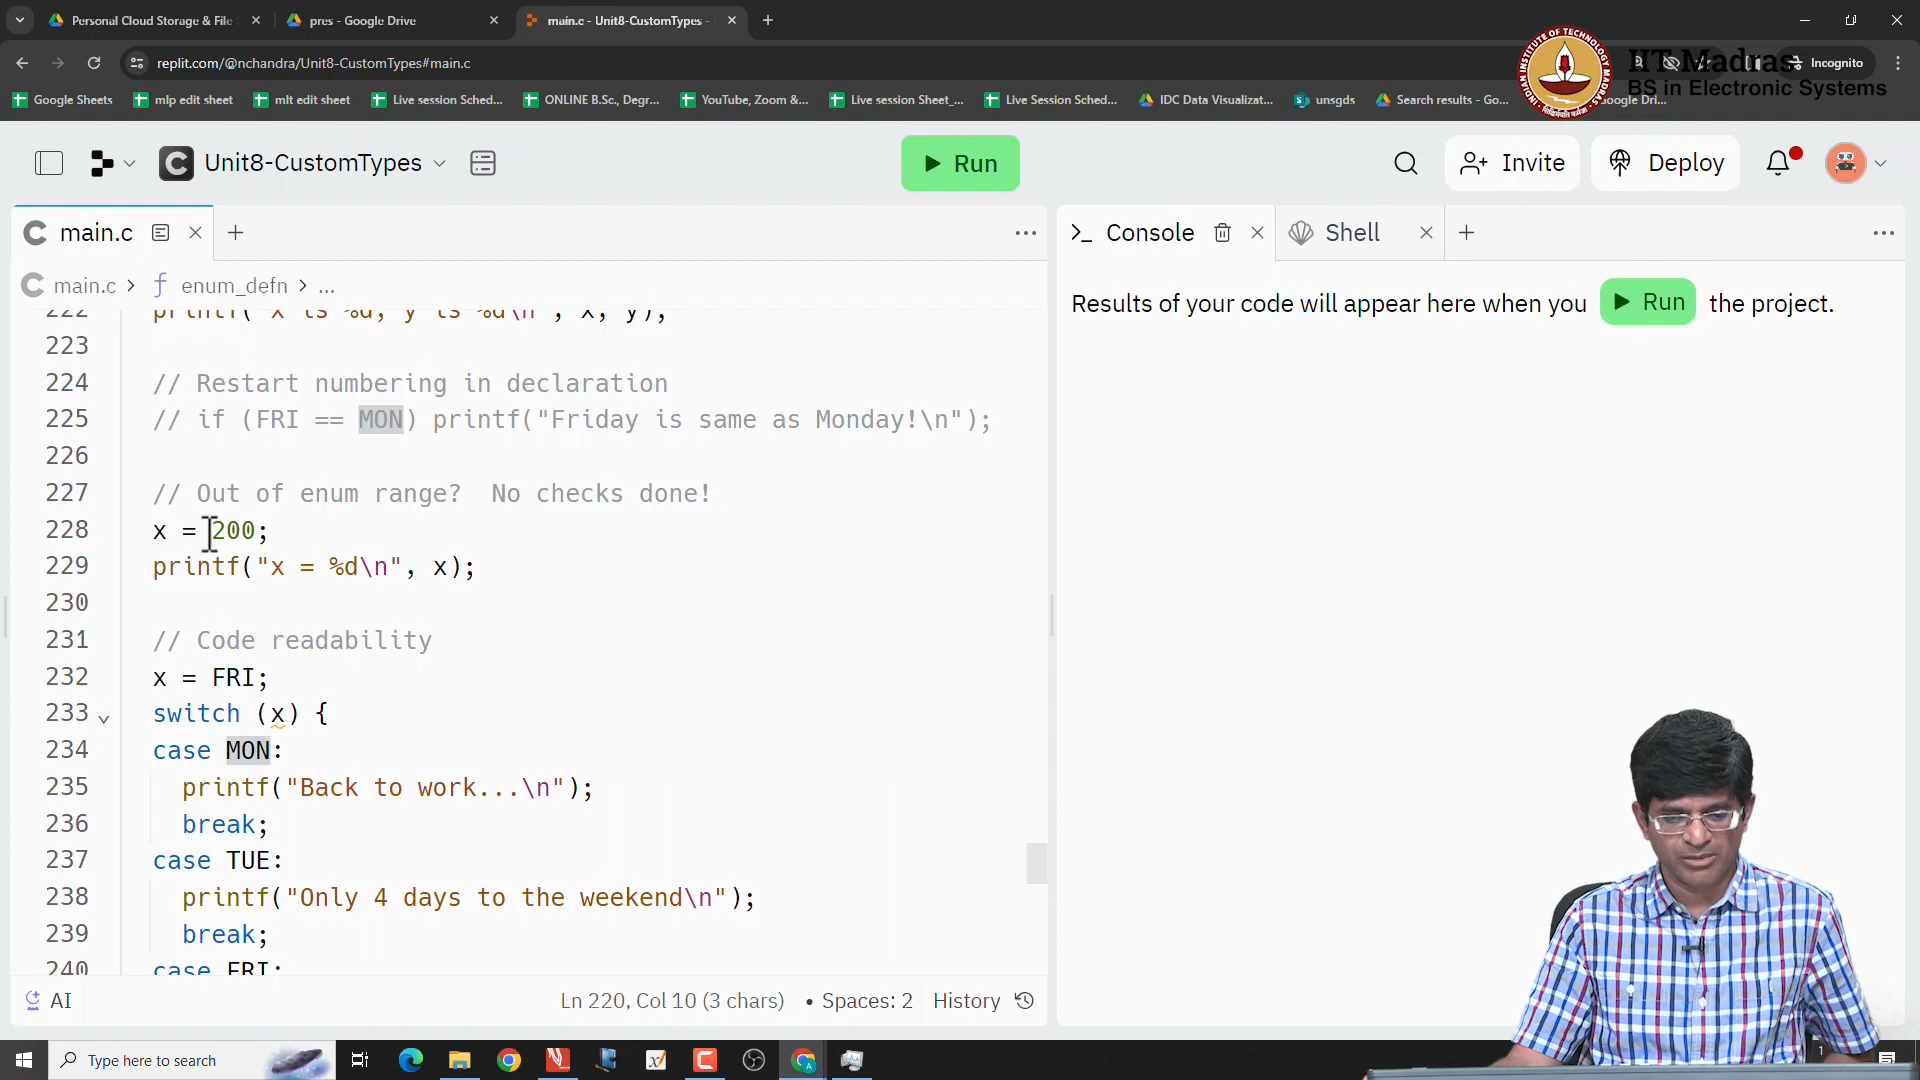 Personal Cloud Storage & File
pres - Google Drive
main.c - Unit8-CustomTypes -
replit.com/@nchandra/Unit8-CustomTypes#main.c
Incognito
IIT Madras
BS in Electronic Systems
Google Sheets
mlp edit sheet
mlt edit sheet
Live session Sched...
ONLINE B.Sc., Degr...
YouTube, Zoom &...
Live session Sheet_...
Live Session Sched...
IDC Data Visualizat...
unsgds
Search results - Go...
Google Dri...
Unit8-CustomTypes
Run
Invite
Deploy
main.c
Console
Shell
main.c > enum_defn > ...
Results of your code will appear here when you Run the project.
222 printf("x is %d, y is %d\n", x, y);
223
224 // Restart numbering in declaration
225 // if (FRI == MON) printf("Friday is same as Monday!\n");
226
227 // Out of enum range?  No checks done!
228 x = 200;
229 printf("x = %d\n", x);
230
231 // Code readability
232 x = FRI;
233 switch (x) {
234 case MON:
235 printf("Back to work...\n");
236 break;
237 case TUE:
238 printf("Only 4 days to the weekend\n");
239 break;
240 case FRI:
AI
Ln 220, Col 10 (3 chars) • Spaces: 2 History
Type here to search